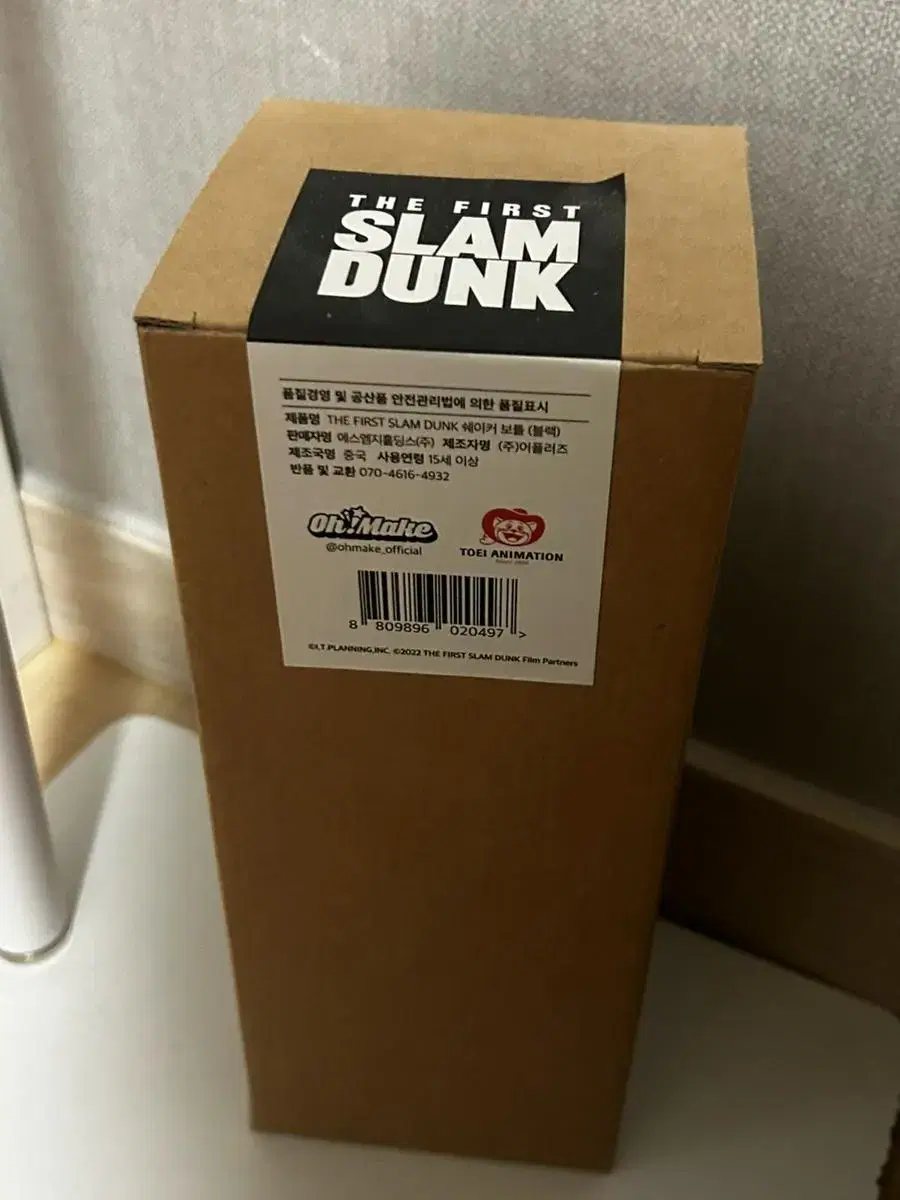 THE FIRST
SLAM
DUNK
품질경영 및 공산품 안전관리법에 의한 품질표시
제품명 THE FIRST SLAM DUNK 쉐이커 보틀 (블랙)
판매자명 에스엠지홀딩스(주) 제조자명 (주)어플러즈
제조국명 중국 사용연령 15세 이상
반품 및 교환 070-4616-4932
Oh!Make
@ohmake_official
TOEI ANIMATION
8 809896 020497 >
©I.T.PLANNING,INC. ©2022 THE FIRST SLAM DUNK Film Partners